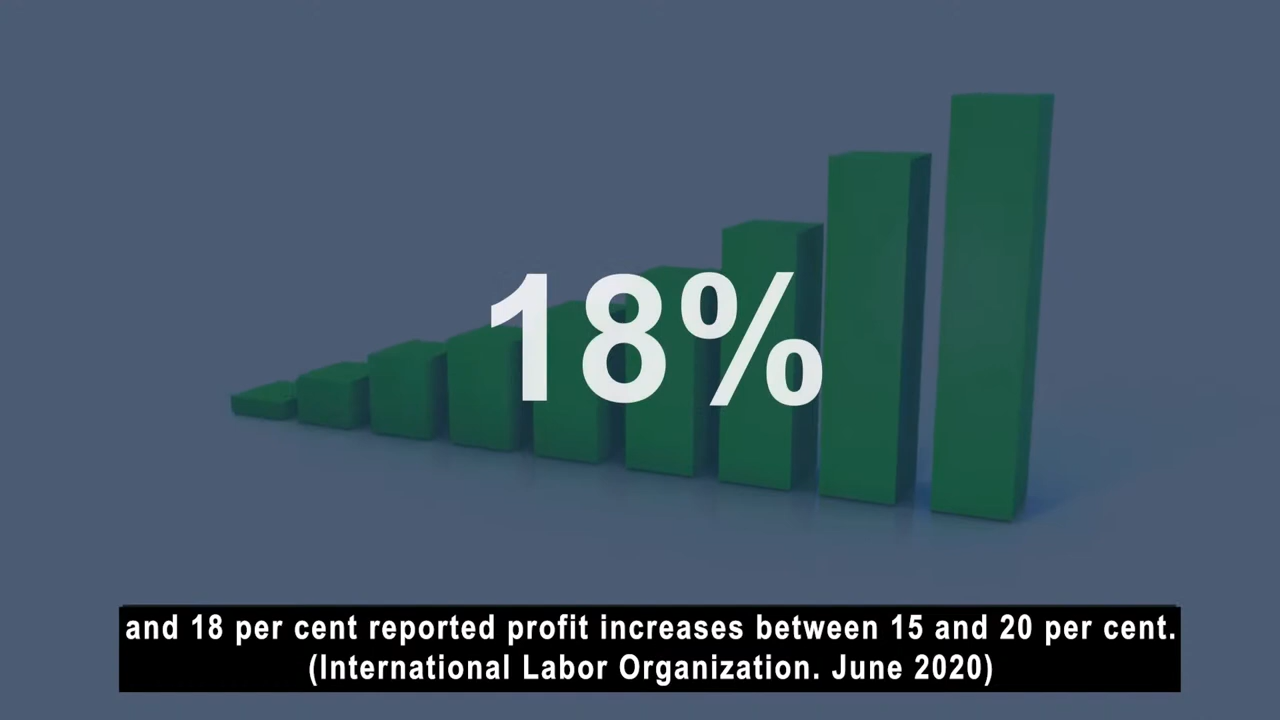 18%
and 18 per cent reported profit increases between 15 and 20 per cent.
(International Labor Organization. June 2020)